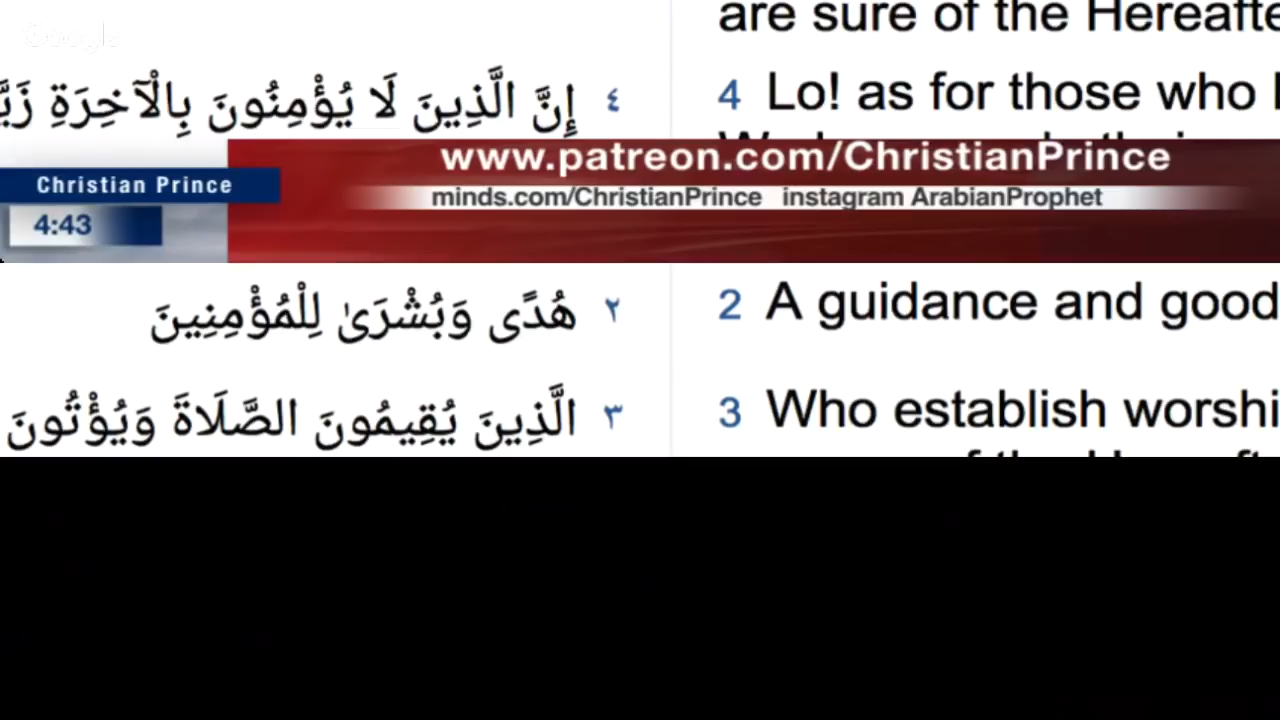 Google
are sure of the
إِنَّ الَّذِينَ لَا يُؤْمِنُونَ بِالْآخِرَةِ ٤
4 Lo! as for those who
www.patreon.com/ChristianPrince
Christian Prince
minds.com/ChristianPrince instagram ArabianProphet
4:43
هُدًى وَبُشْرَىٰ لِلْمُؤْمِنِينَ ٢
2 A guidance and good
الَّذِينَ يُقِيمُونَ الصَّلَاةَ وَيُؤْتُونَ ٣
3 Who establish